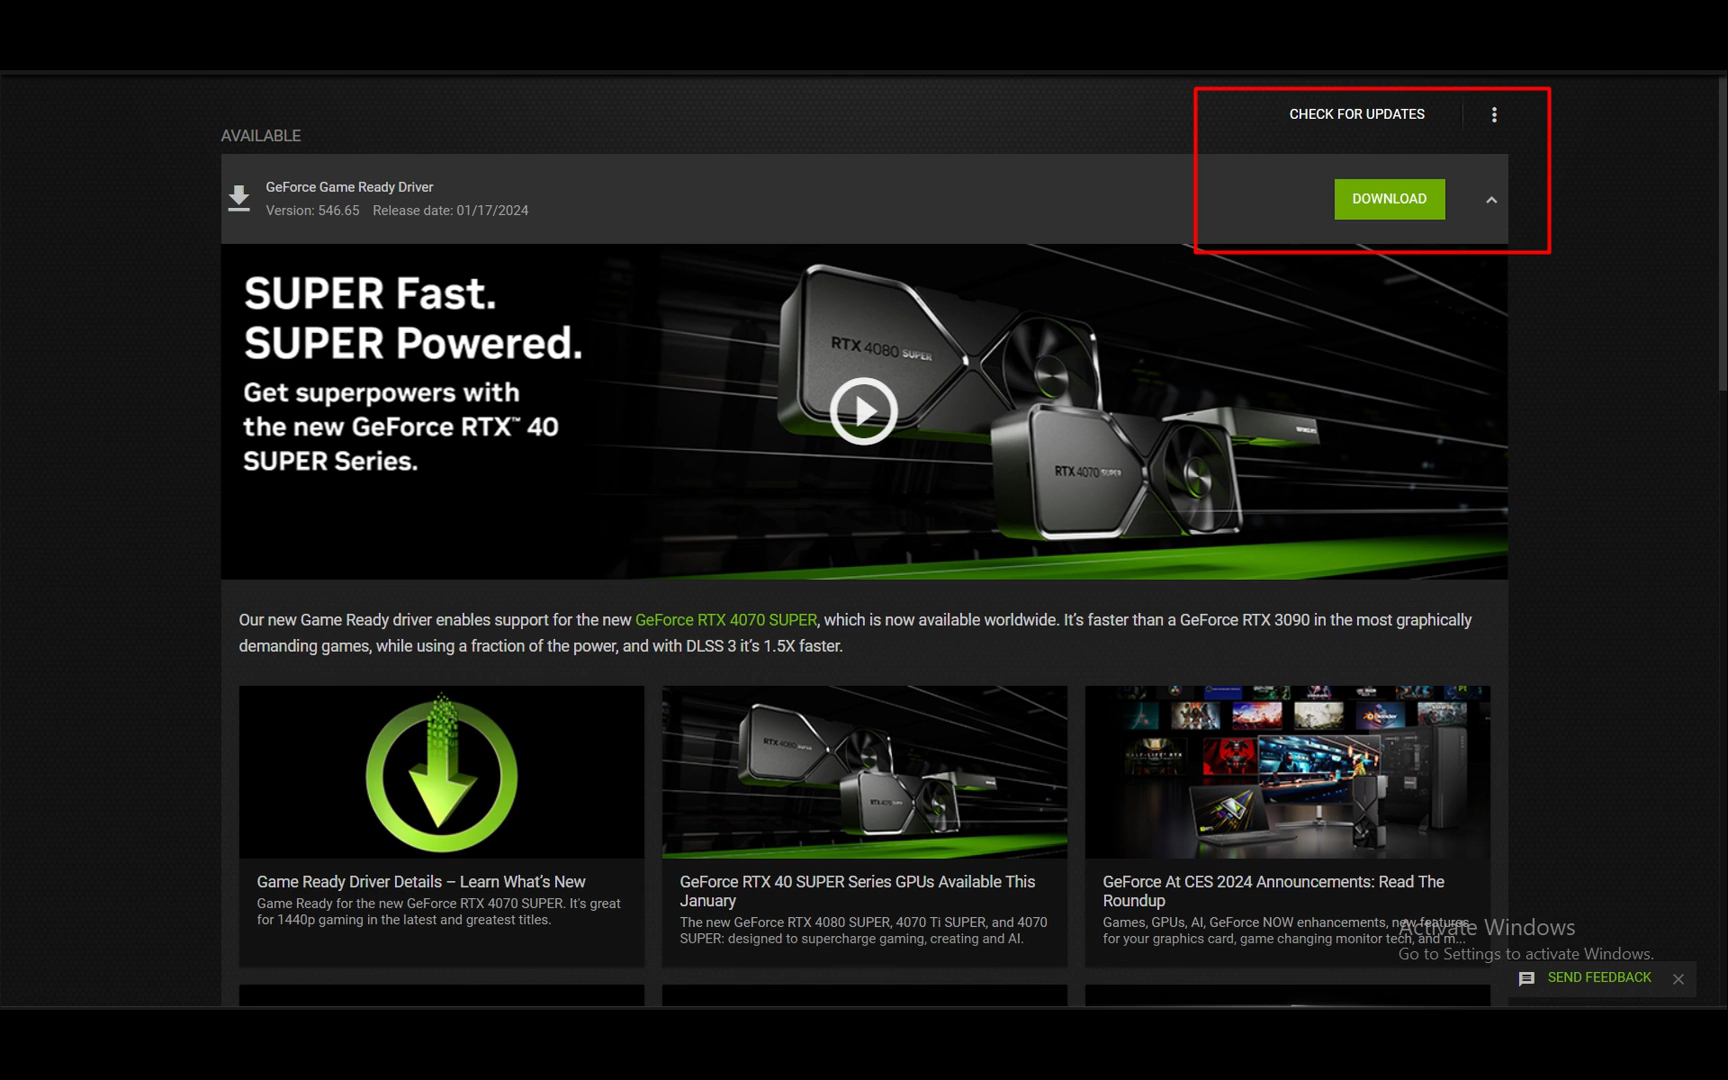 CHECK FOR UPDATES
AVAILABLE
GeForce Game Ready Driver
Version: 546.65 Release date: 01/17/2024
DOWNLOAD
SUPER Fast.
SUPER Powered.
Get superpowers with
the new GeForce RTX™ 40
SUPER Series.
RTX 4080 SUPER
RTX 4070 SUPER
Our new Game Ready driver enables support for the new GeForce RTX 4070 SUPER, which is now available worldwide. It’s faster than a GeForce RTX 3090 in the most graphically
demanding games, while using a fraction of the power, and with DLSS 3 it’s 1.5X faster.
RTX 4080 SUPER
RTX 4070 SUPER
blender
Game Ready Driver Details – Learn What’s New
Game Ready for the new GeForce RTX 4070 SUPER. It's great
for 1440p gaming in the latest and greatest titles.
GeForce RTX 40 SUPER Series GPUs Available This
January
The new GeForce RTX 4080 SUPER, 4070 Ti SUPER, and 4070
SUPER: designed to supercharge gaming, creating and AI.
GeForce At CES 2024 Announcements: Read The
Roundup
Games, GPUs, AI, GeForce NOW enhancements, new features
for your graphics card, game changing monitor tech, and m...
Activate Windows
Go to Settings to activate Windows.
SEND FEEDBACK